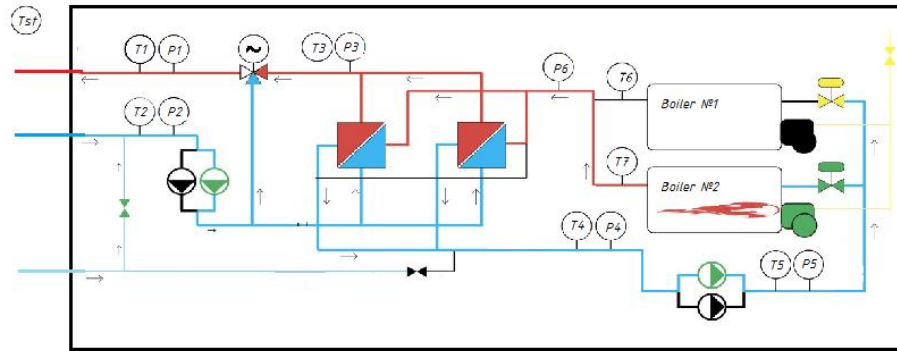 Tst
T1
P1
~
T3
P3
P6
T6
Boiler №1
T2
P2
T7
Boiler №2
T4
P4
T5
P5